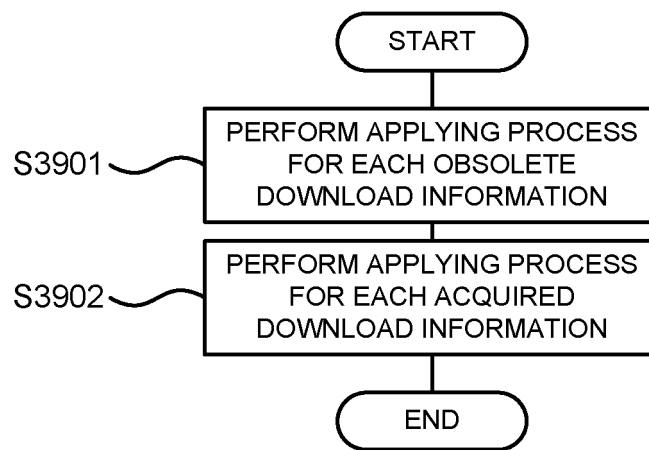 START
S3901
PERFORM APPLYING PROCESS
FOR EACH OBSOLETE
DOWNLOAD INFORMATION
S3902
PERFORM APPLYING PROCESS
FOR EACH ACQUIRED
DOWNLOAD INFORMATION
END